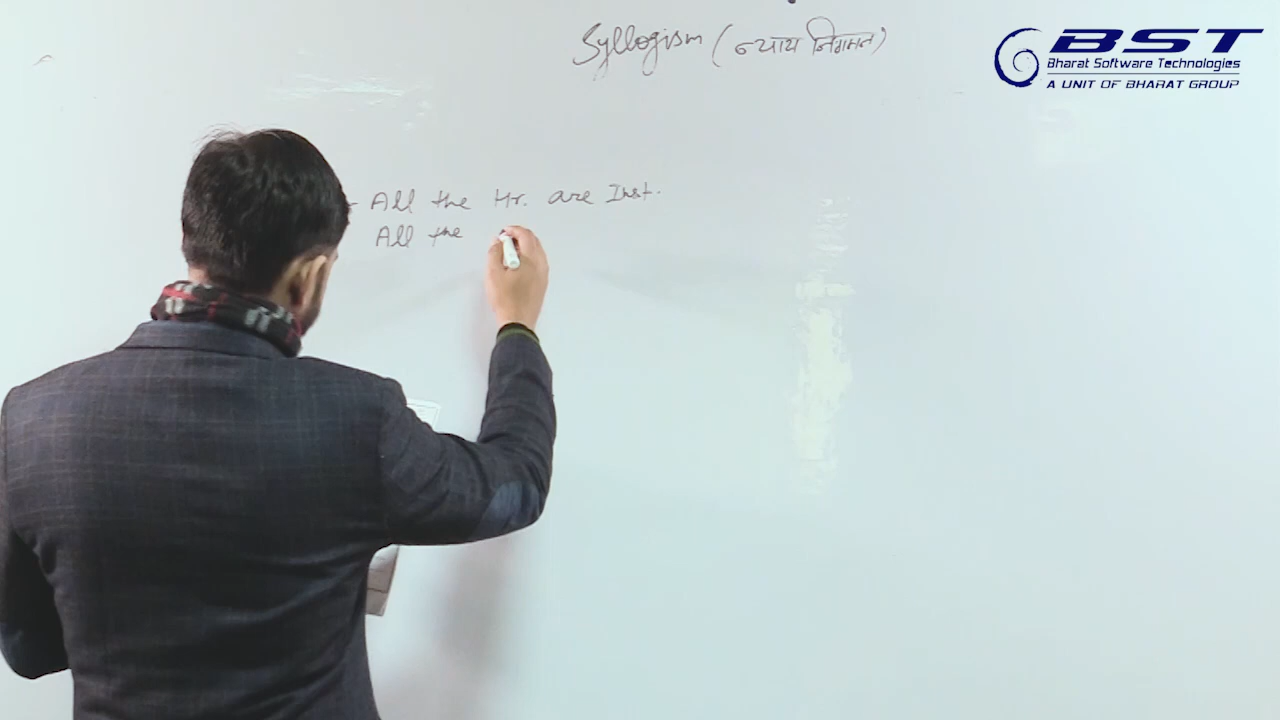 Syllogism (न्याय निगमन)
BST
Bharat Software Technologies
A UNIT OF BHARAT GROUP
- All the Hr. are Inst.
All the